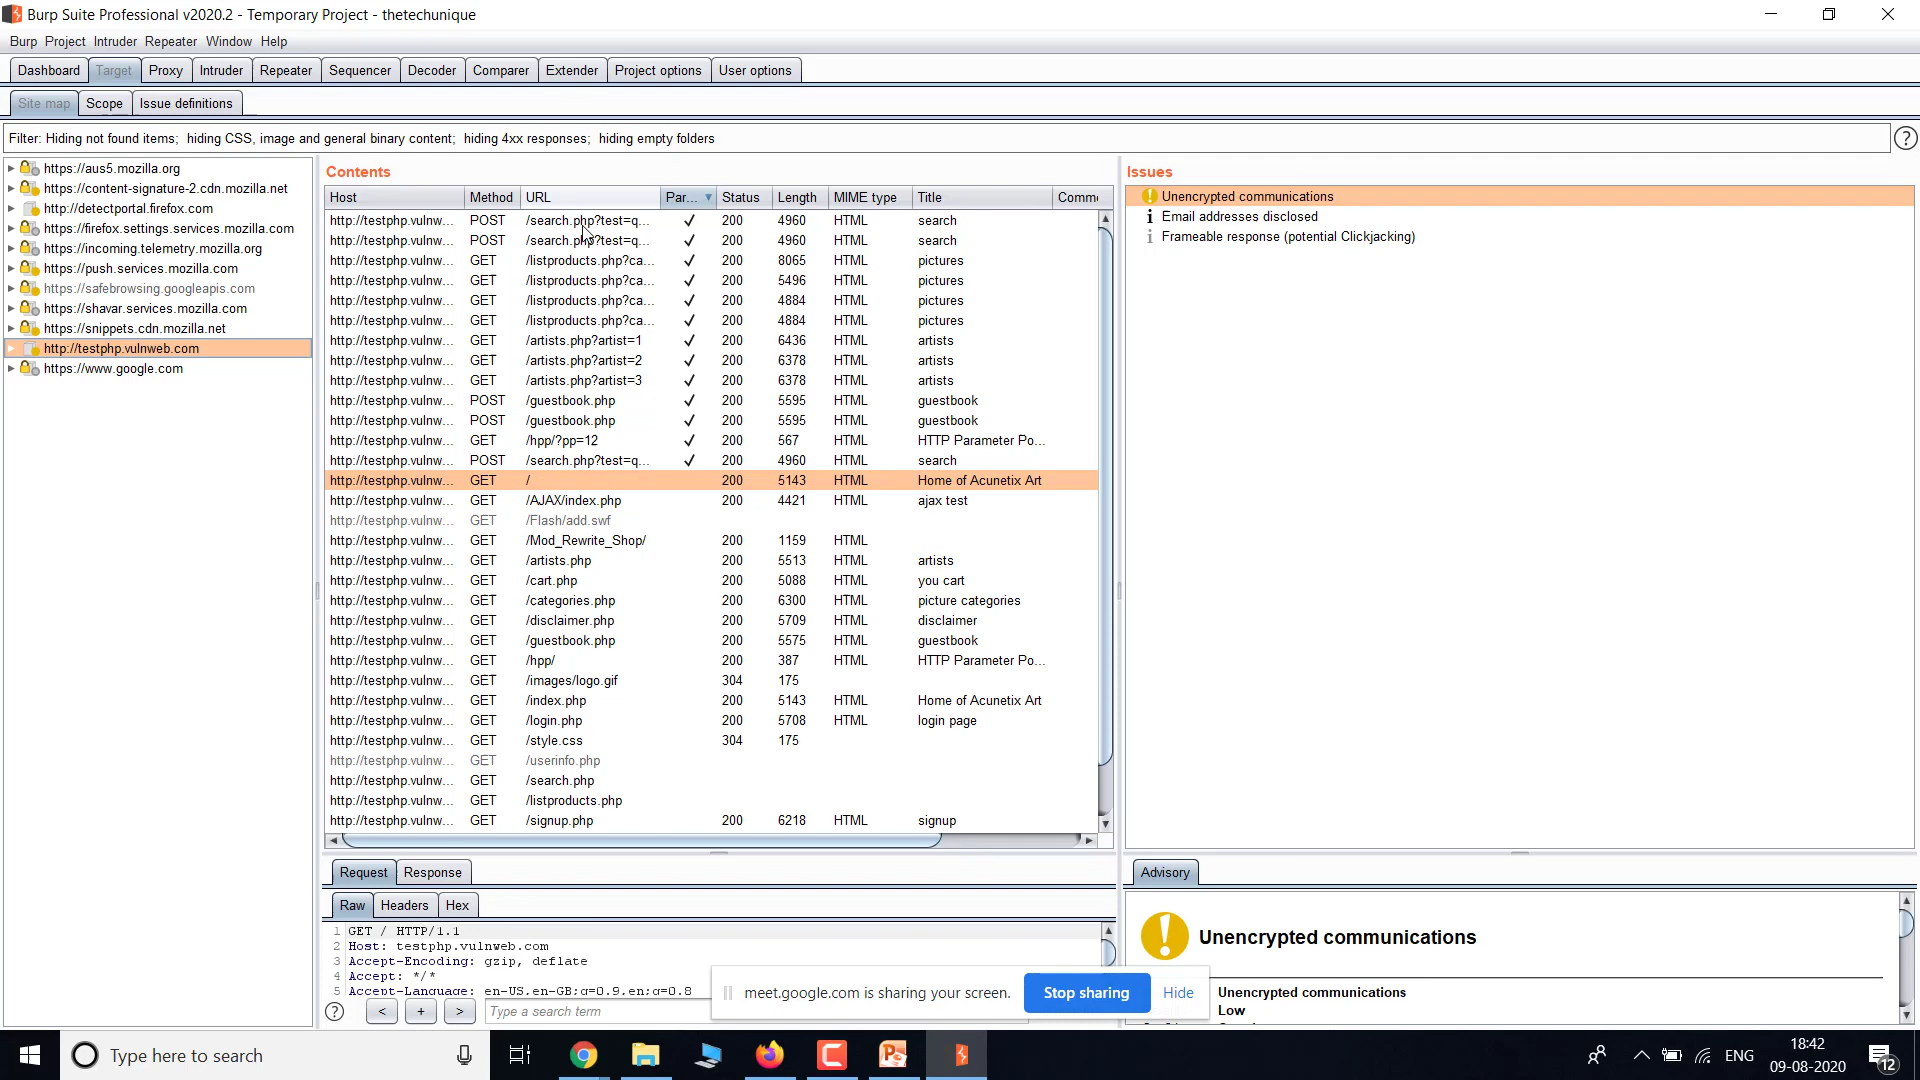 Burp Suite Professional v2020.2 - Temporary Project - thetechunique
Burp Project Intruder Repeater Window Help
Dashboard Target Proxy Intruder Repeater Sequencer Decoder Comparer Extender Project options User options
Site map Scope Issue definitions
Filter: Hiding not found items; hiding CSS, image and general binary content; hiding 4xx responses; hiding empty folders
https://aus5.mozilla.org
https://content-signature-2.cdn.mozilla.net
http://detectportal.firefox.com
https://firefox.settings.services.mozilla.com
https://incoming.telemetry.mozilla.org
https://push.services.mozilla.com
https://safebrowsing.googleapis.com
https://shavar.services.mozilla.com
https://snippets.cdn.mozilla.net
http://testphp.vulnweb.com
https://www.google.com
Contents
Host Method URL Par... Status Length MIME type Title Comme
http://testphp.vulnw... POST /search.php?test=q... ✓ 200 4960 HTML search
http://testphp.vulnw... POST /search.php?test=q... ✓ 200 4960 HTML search
http://testphp.vulnw... GET /listproducts.php?ca... ✓ 200 8065 HTML pictures
http://testphp.vulnw... GET /listproducts.php?ca... ✓ 200 5496 HTML pictures
http://testphp.vulnw... GET /listproducts.php?ca... ✓ 200 4884 HTML pictures
http://testphp.vulnw... GET /listproducts.php?ca... ✓ 200 4884 HTML pictures
http://testphp.vulnw... GET /artists.php?artist=1 ✓ 200 6436 HTML artists
http://testphp.vulnw... GET /artists.php?artist=2 ✓ 200 6378 HTML artists
http://testphp.vulnw... GET /artists.php?artist=3 ✓ 200 6378 HTML artists
http://testphp.vulnw... POST /guestbook.php ✓ 200 5595 HTML guestbook
http://testphp.vulnw... POST /guestbook.php ✓ 200 5595 HTML guestbook
http://testphp.vulnw... GET /hpp/?pp=12 ✓ 200 567 HTML HTTP Parameter Po...
http://testphp.vulnw... POST /search.php?test=q... ✓ 200 4960 HTML search
http://testphp.vulnw... GET / 200 5143 HTML Home of Acunetix Art
http://testphp.vulnw... GET /AJAX/index.php 200 4421 HTML ajax test
http://testphp.vulnw... GET /Flash/add.swf
http://testphp.vulnw... GET /Mod_Rewrite_Shop/ 200 1159 HTML
http://testphp.vulnw... GET /artists.php 200 5513 HTML artists
http://testphp.vulnw... GET /cart.php 200 5088 HTML you cart
http://testphp.vulnw... GET /categories.php 200 6300 HTML picture categories
http://testphp.vulnw... GET /disclaimer.php 200 5709 HTML disclaimer
http://testphp.vulnw... GET /guestbook.php 200 5575 HTML guestbook
http://testphp.vulnw... GET /hpp/ 200 387 HTML HTTP Parameter Po...
http://testphp.vulnw... GET /images/logo.gif 304 175
http://testphp.vulnw... GET /index.php 200 5143 HTML Home of Acunetix Art
http://testphp.vulnw... GET /login.php 200 5708 HTML login page
http://testphp.vulnw... GET /style.css 304 175
http://testphp.vulnw... GET /userinfo.php
http://testphp.vulnw... GET /search.php
http://testphp.vulnw... GET /listproducts.php
http://testphp.vulnw... GET /signup.php 200 6218 HTML signup
Request Response
Raw Headers Hex
1 GET / HTTP/1.1
2 Host: testphp.vulnweb.com
3 Accept-Encoding: gzip, deflate
4 Accept: */*
5 Accept-Language: en-US,en-GB;q=0.9,en;q=0.8
? < + > Type a search term
Issues
Unencrypted communications
Email addresses disclosed
Frameable response (potential Clickjacking)
Advisory
Unencrypted communications
Unencrypted communications
Low
meet.google.com is sharing your screen. Stop sharing Hide
Type here to search
ENG
18:42
09-08-2020
12